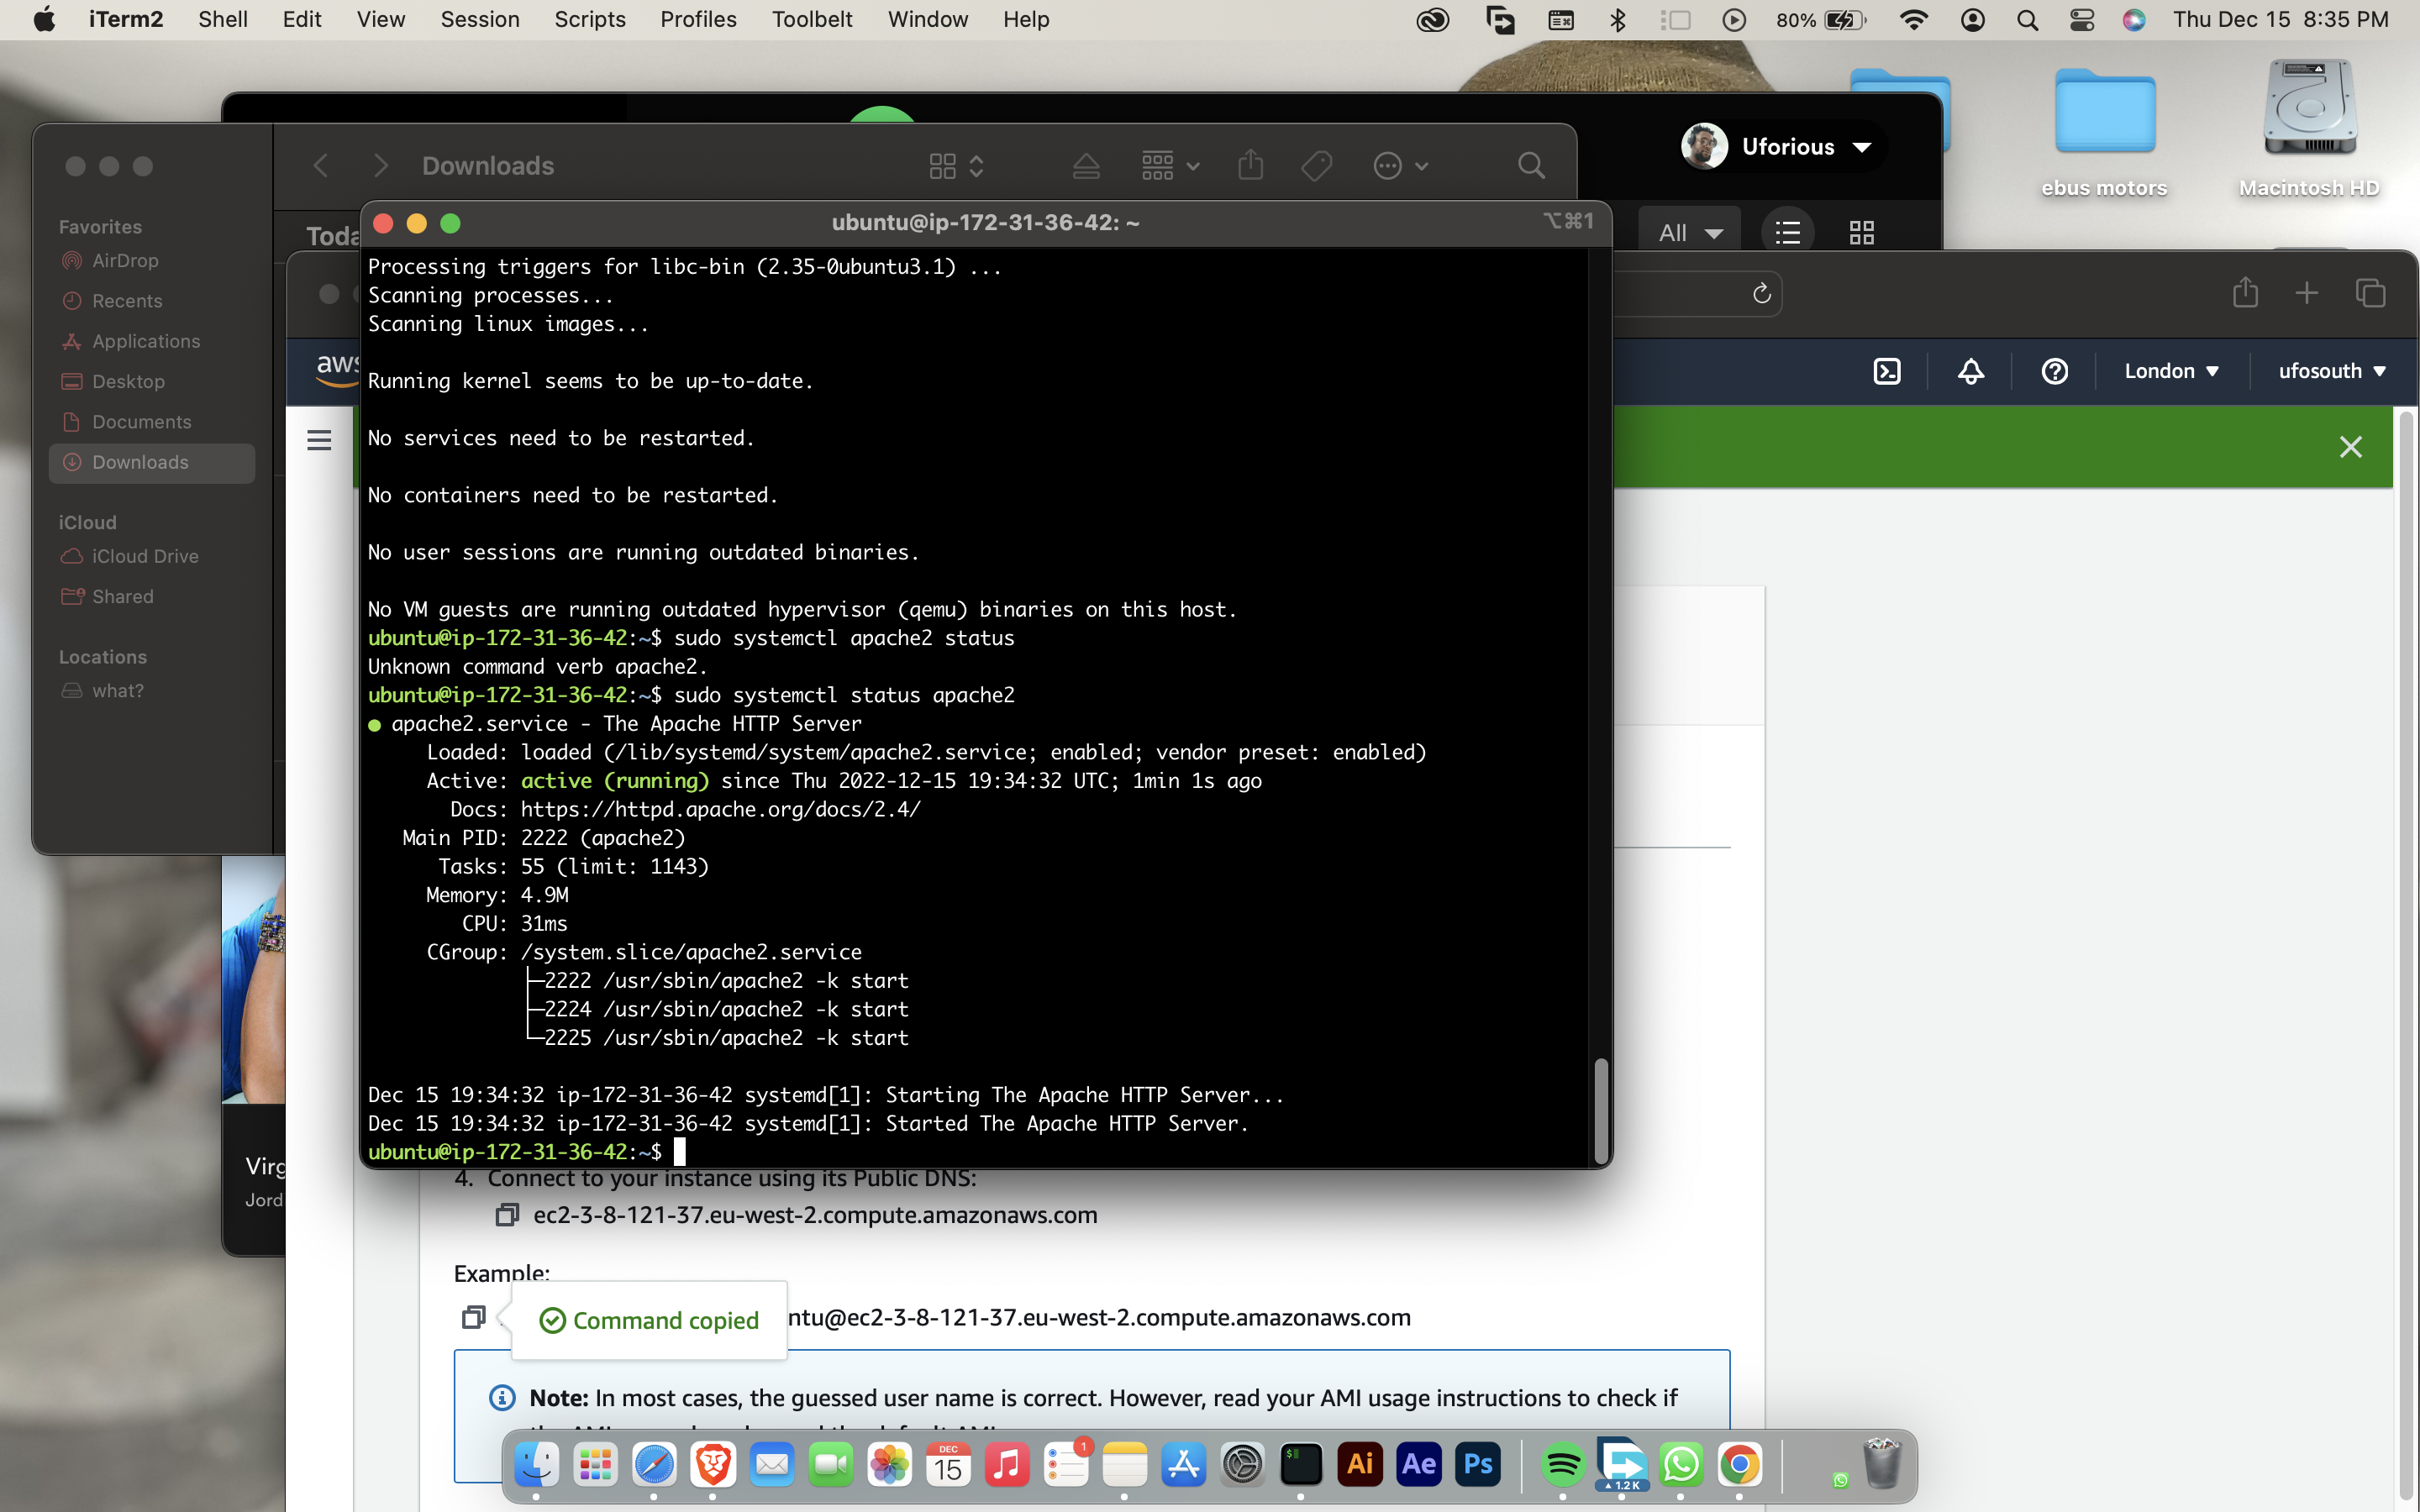 iTerm2 Shell Edit View Session Scripts Profiles Toolbelt Window Help 80% Thu Dec 15 8:35 PM
Uforious
ebus motors
Macintosh HD
Downloads
All
Favorites
AirDrop
Recents
Applications
Desktop
Documents
Downloads
iCloud
iCloud Drive
Shared
Locations
what?
Toda
ubuntu@ip-172-31-36-42: ~
⌥⌘1
Processing triggers for libc-bin (2.35-0ubuntu3.1) ...
Scanning processes...
Scanning linux images...
Running kernel seems to be up-to-date.
No services need to be restarted.
No containers need to be restarted.
No user sessions are running outdated binaries.
No VM guests are running outdated hypervisor (qemu) binaries on this host.
ubuntu@ip-172-31-36-42:~$ sudo systemctl apache2 status
Unknown command verb apache2.
ubuntu@ip-172-31-36-42:~$ sudo systemctl status apache2
● apache2.service - The Apache HTTP Server
Loaded: loaded (/lib/systemd/system/apache2.service; enabled; vendor preset: enabled)
Active: active (running) since Thu 2022-12-15 19:34:32 UTC; 1min 1s ago
Docs: https://httpd.apache.org/docs/2.4/
Main PID: 2222 (apache2)
Tasks: 55 (limit: 1143)
Memory: 4.9M
CPU: 31ms
CGroup: /system.slice/apache2.service
├─2222 /usr/sbin/apache2 -k start
├─2224 /usr/sbin/apache2 -k start
└─2225 /usr/sbin/apache2 -k start
Dec 15 19:34:32 ip-172-31-36-42 systemd[1]: Starting The Apache HTTP Server...
Dec 15 19:34:32 ip-172-31-36-42 systemd[1]: Started The Apache HTTP Server.
ubuntu@ip-172-31-36-42:~$
aws
London
ufosouth
Virg
Jord
4. Connect to your instance using its Public DNS:
ec2-3-8-121-37.eu-west-2.compute.amazonaws.com
Example:
Command copied
ntu@ec2-3-8-121-37.eu-west-2.compute.amazonaws.com
Note: In most cases, the guessed user name is correct. However, read your AMI usage instructions to check if
DEC
15
1
$
Ai
Ae
Ps
1.2 K